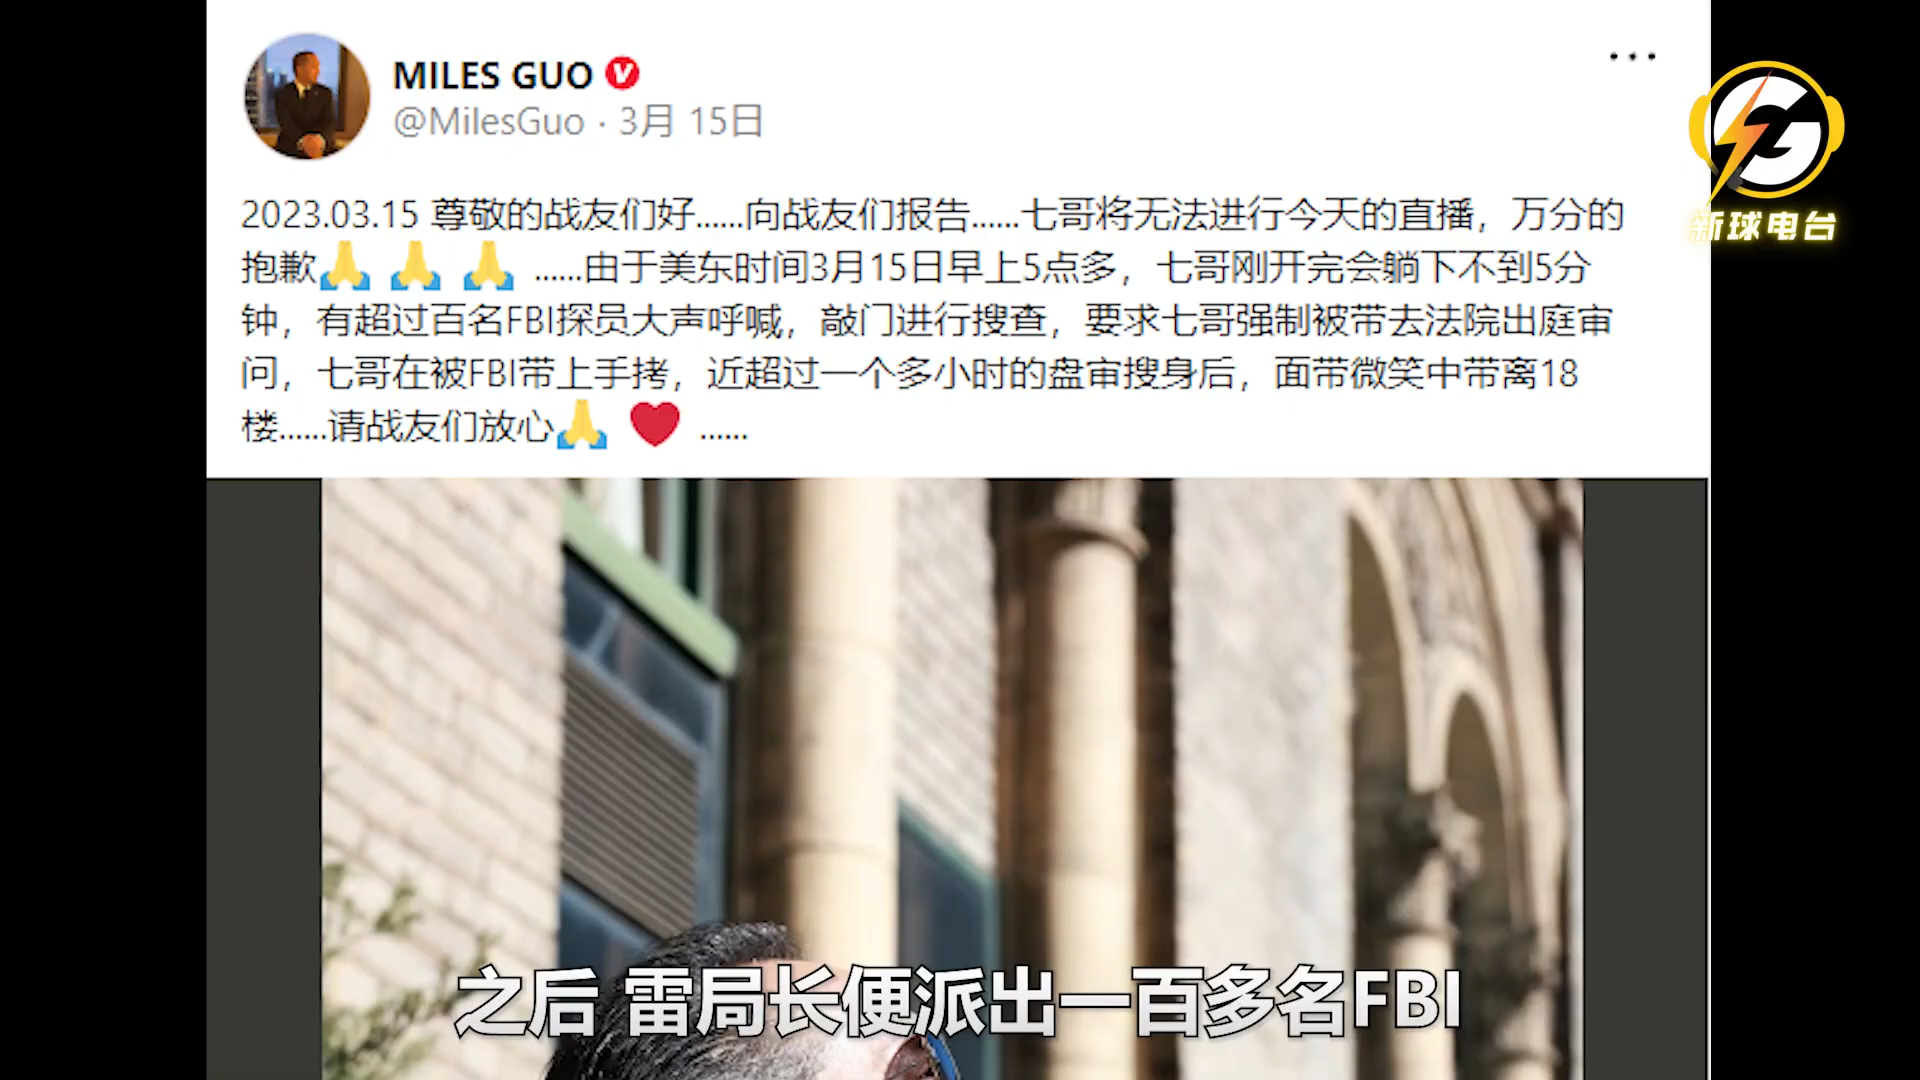 MILES GUO
@MilesGuo · 3月 15日
新球电台
2023.03.15 尊敬的战友们好......向战友们报告......七哥将无法进行今天的直播，万分的
抱歉🙏 🙏 🙏 ......由于美东时间3月15日早上5点多，七哥刚开完会躺下不到5分
钟，有超过百名FBI探员大声呼喊，敲门进行搜查，要求七哥强制被带去法院出庭审
问，七哥在被FBI带上手拷，近超过一个多小时的盘审搜身后，面带微笑中带离18
楼......请战友们放心🙏 ❤️ ......
之后 雷局长便派出一百多名FBI